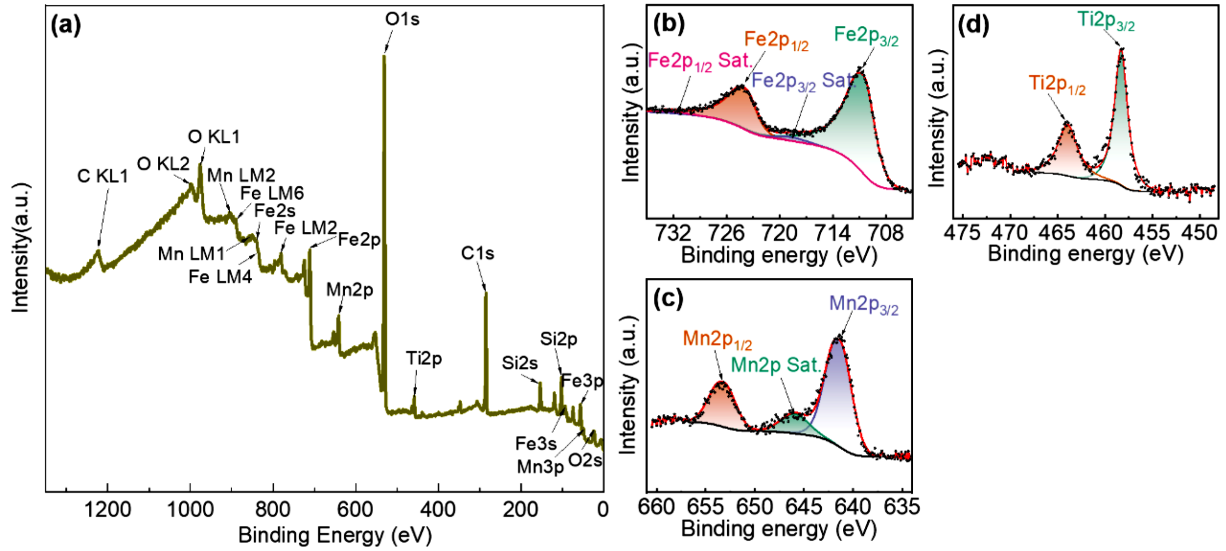 (a)
O1s
O KL1
O KL2
C KL1
Mn LM2
Fe LM6
Fe2s
Fe LM2
Fe2p
Mn LM1
Fe LM4
Mn2p
C1s
Ti2p
Si2s
Si2p
Fe3p
Fe3s
Mn3p
O2s
Intensity(a.u.)
1200 1000 800 600 400 200 0
Binding Energy (eV)
(b)
Fe2p1/2
Fe2p3/2
Fe2p1/2 Sat.
Fe2p3/2 Sat.
Intensity (a.u.)
732 726 720 714 708
Binding energy (eV)
(c)
Mn2p3/2
Mn2p1/2
Mn2p Sat.
Intensity (a.u.)
660 655 650 645 640 635
Binding energy (eV)
(d)
Ti2p3/2
Ti2p1/2
Intensity (a.u.)
475 470 465 460 455 450
Binding energy (eV)